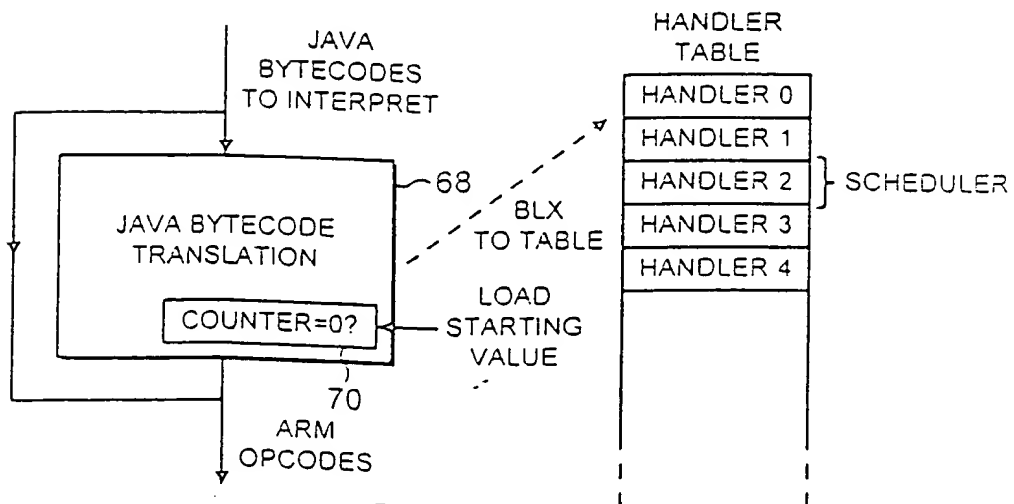 JAVA
BYTECODES
TO INTERPRET
68
JAVA BYTECODE
TRANSLATION
COUNTER=0?
70
LOAD
STARTING
VALUE
BLX
TO TABLE
ARM
OPCODES
HANDLER
TABLE
HANDLER 0
HANDLER 1
HANDLER 2
SCHEDULER
HANDLER 3
HANDLER 4